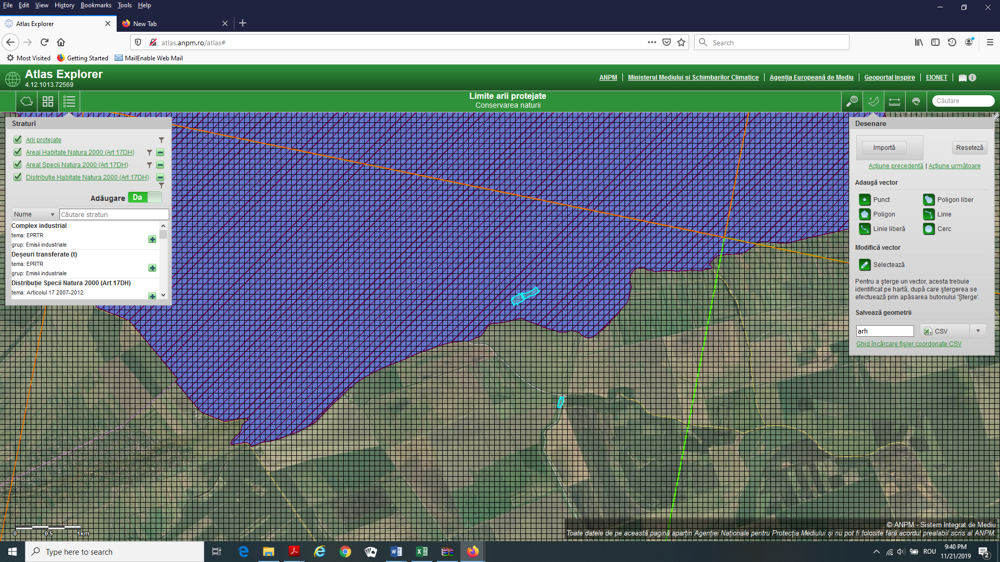 File Edit View History Bookmarks Tools Help
Atlas Explorer
New Tab
atlas.anpm.ro/atlas#
Search
Most Visited Getting Started MailEnable Web Mail
Atlas Explorer
4.12.1013.72569
ANPM Ministerul Mediului si Schimbarilor Climatice Agenția Europeană de Mediu Geoportal Inspire EIONET
Limite arii protejate
Conservarea naturii
Căutare
Straturi
Arii protejate
Areal Habitate Natura 2000 (Art 17DH)
Areal Specii Natura 2000 (Art 17DH)
Distribuție Habitate Natura 2000 (Art 17DH)
Adăugare Da
Nume Căutare straturi
Complex industrial
tema: EPRTR
grup: Emisii industriale
Deșeuri transferate (t)
tema: EPRTR
grup: Emisii industriale
Distribuție Specii Natura 2000 (Art 17DH)
tema: Articolul 17 2007-2012
Desenare
Importă Resetează
Acțiune precedentă | Acțiune următoare
Adaugă vector
Punct Poligon liber
Poligon Linie
Linie liberă Cerc
Modifică vector
Selectează
Pentru a şterge un vector, acesta trebuie
identificat pe hartă, după care ştergerea se
efectuează prin apăsarea butonului 'Şterge'.
Salvează geometrii
arh CSV
Ghid încărcare fişier coordonate CSV
0 0.5 1km
© ANPM - Sistem Integrat de Mediu
Toate datele de pe această pagină aparțin Agenției Naționale pentru Protecția Mediului și nu pot fi folosite fără acordul prealabil scris al ANPM.
Type here to search
ROU
9:40 PM
11/21/2019
2